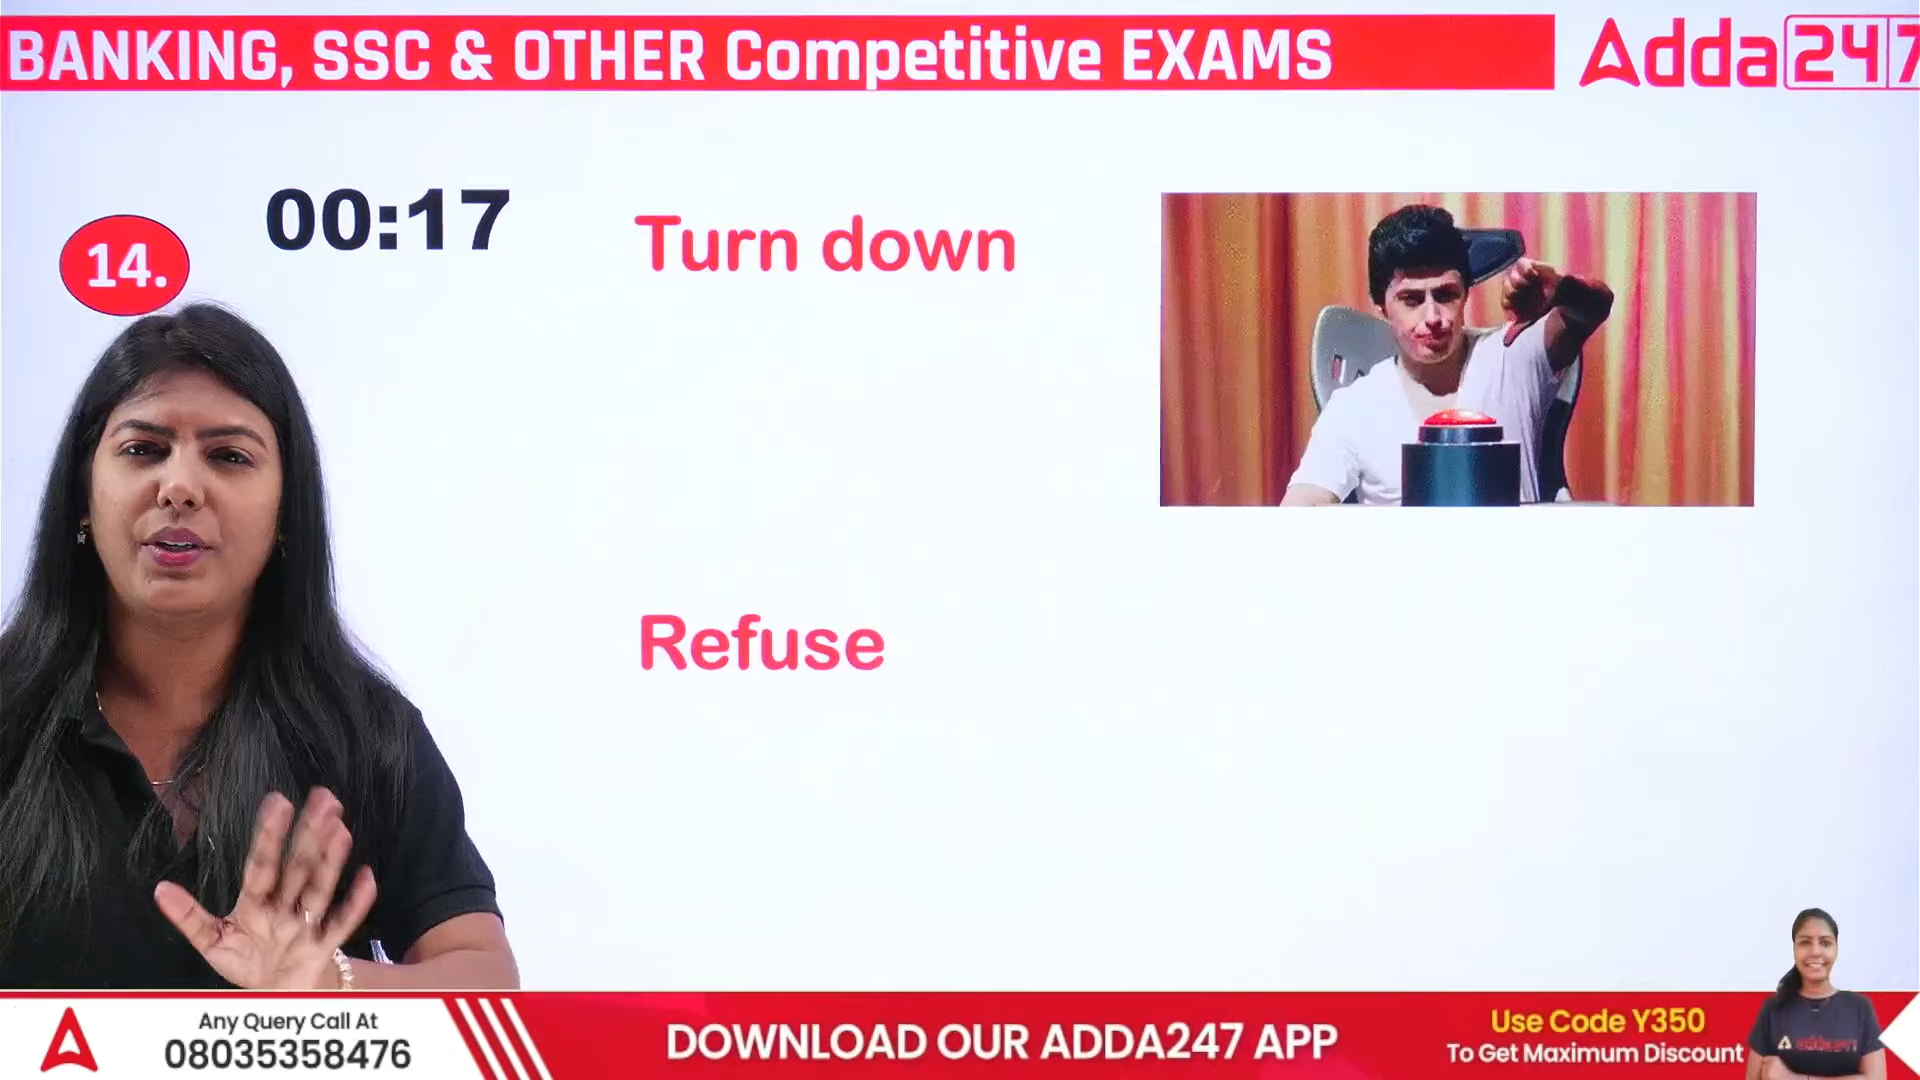 BANKING, SSC & OTHER Competitive EXAMS
Adda247
14.
00:17
Turn down
Refuse
Any Query Call At
08035358476
DOWNLOAD OUR ADDA247 APP
Use Code Y350
To Get Maximum Discount